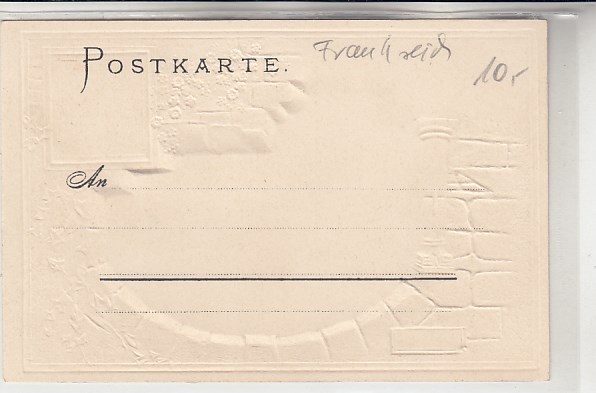 POSTKARTE.
Frankreich
10,-
An